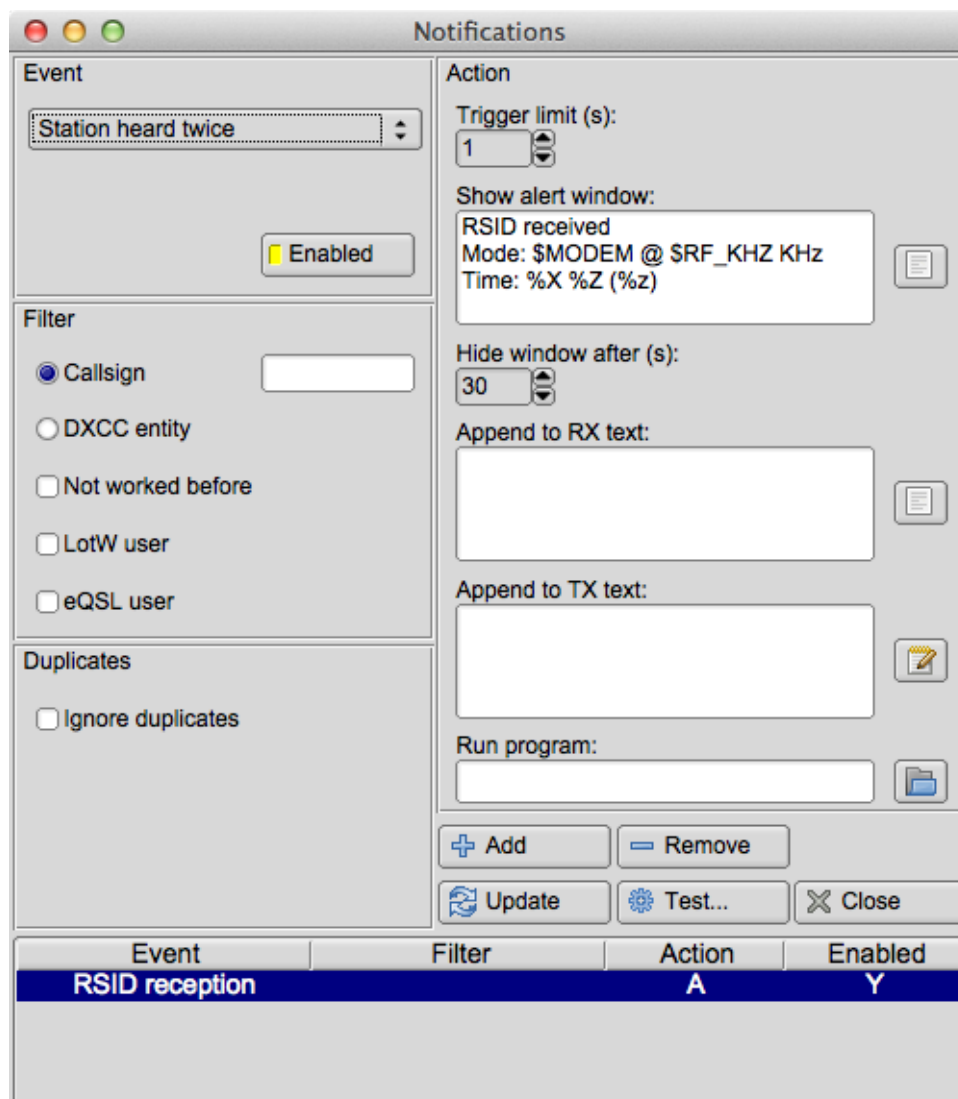 Notifications
Event
Station heard twice
Enabled
Filter
Callsign
DXCC entity
Not worked before
LotW user
eQSL user
Duplicates
Ignore duplicates
Action
Trigger limit (s):
1
Show alert window:
RSID received
Mode: $MODEM @ $RF_KHZ KHz
Time: %X %Z (%z)
Hide window after (s):
30
Append to RX text:
Append to TX text:
Run program:
Add
Remove
Update
Test...
Close
Event Filter Action Enabled
RSID reception A Y